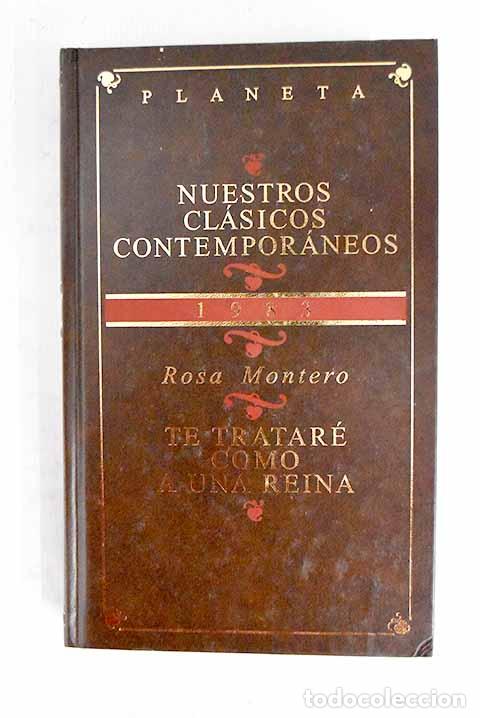 PLANETA
NUESTROS
CLÁSICOS
CONTEMPORÁNEOS
1983
Rosa Montero
TE TRATARÉ
COMO
A UNA REINA
todocoleccion